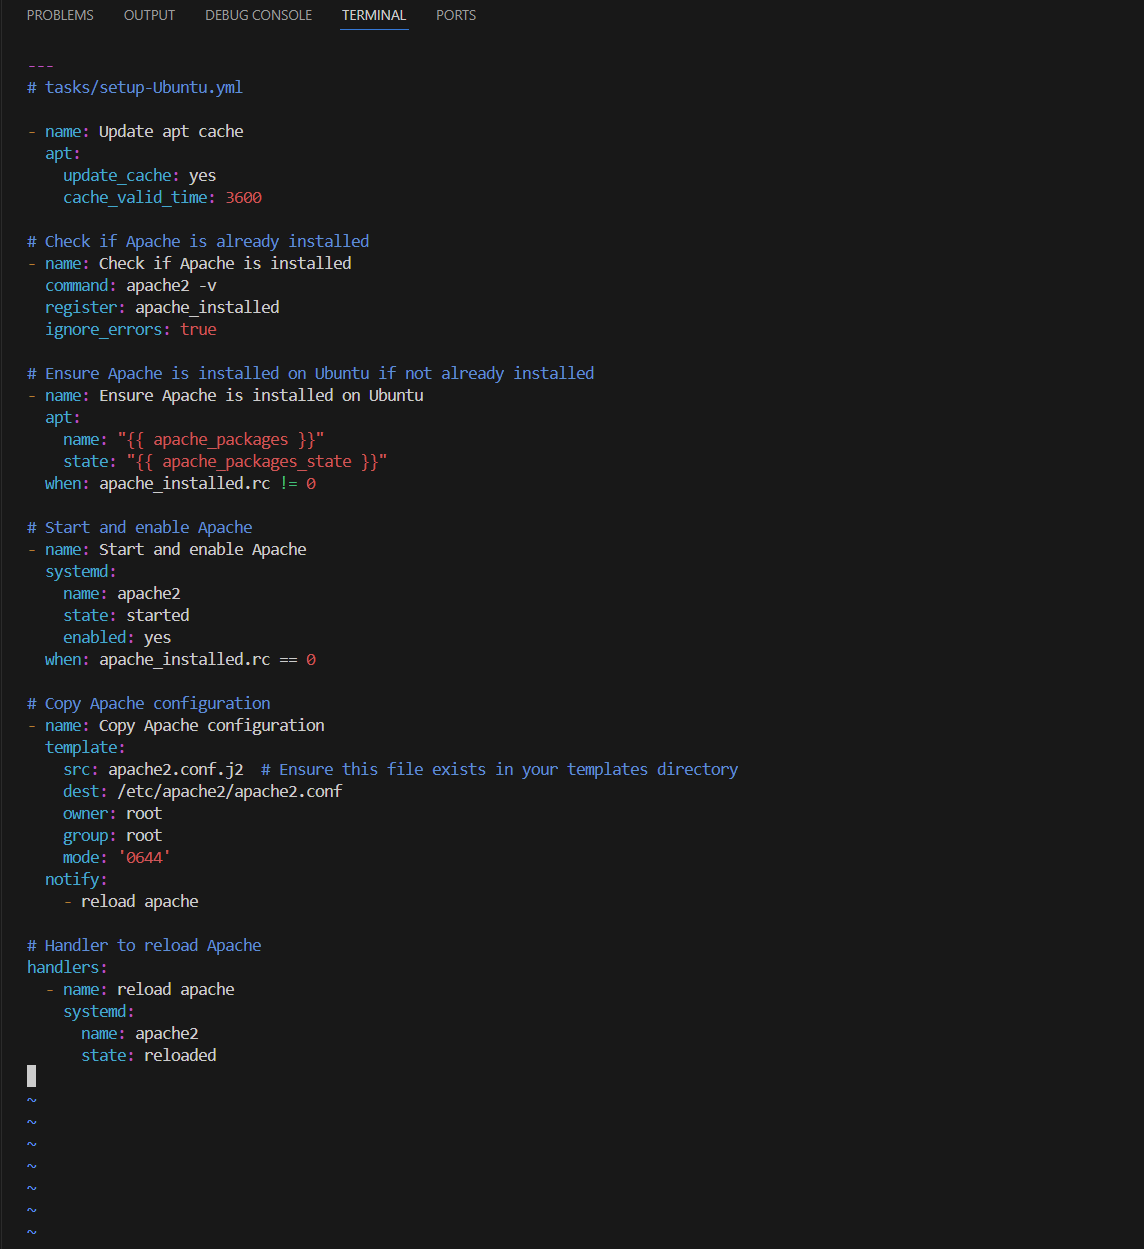 PROBLEMS OUTPUT DEBUG CONSOLE TERMINAL PORTS
---
# tasks/setup-Ubuntu.yml

- name: Update apt cache
  apt:
    update_cache: yes
    cache_valid_time: 3600

# Check if Apache is already installed
- name: Check if Apache is installed
  command: apache2 -v
  register: apache_installed
  ignore_errors: true

# Ensure Apache is installed on Ubuntu if not already installed
- name: Ensure Apache is installed on Ubuntu
  apt:
    name: "{{ apache_packages }}"
    state: "{{ apache_packages_state }}"
  when: apache_installed.rc != 0

# Start and enable Apache
- name: Start and enable Apache
  systemd:
    name: apache2
    state: started
    enabled: yes
  when: apache_installed.rc == 0

# Copy Apache configuration
- name: Copy Apache configuration
  template:
    src: apache2.conf.j2  # Ensure this file exists in your templates directory
    dest: /etc/apache2/apache2.conf
    owner: root
    group: root
    mode: '0644'
  notify:
    - reload apache

# Handler to reload Apache
handlers:
  - name: reload apache
    systemd:
      name: apache2
      state: reloaded

~
~
~
~
~
~
~